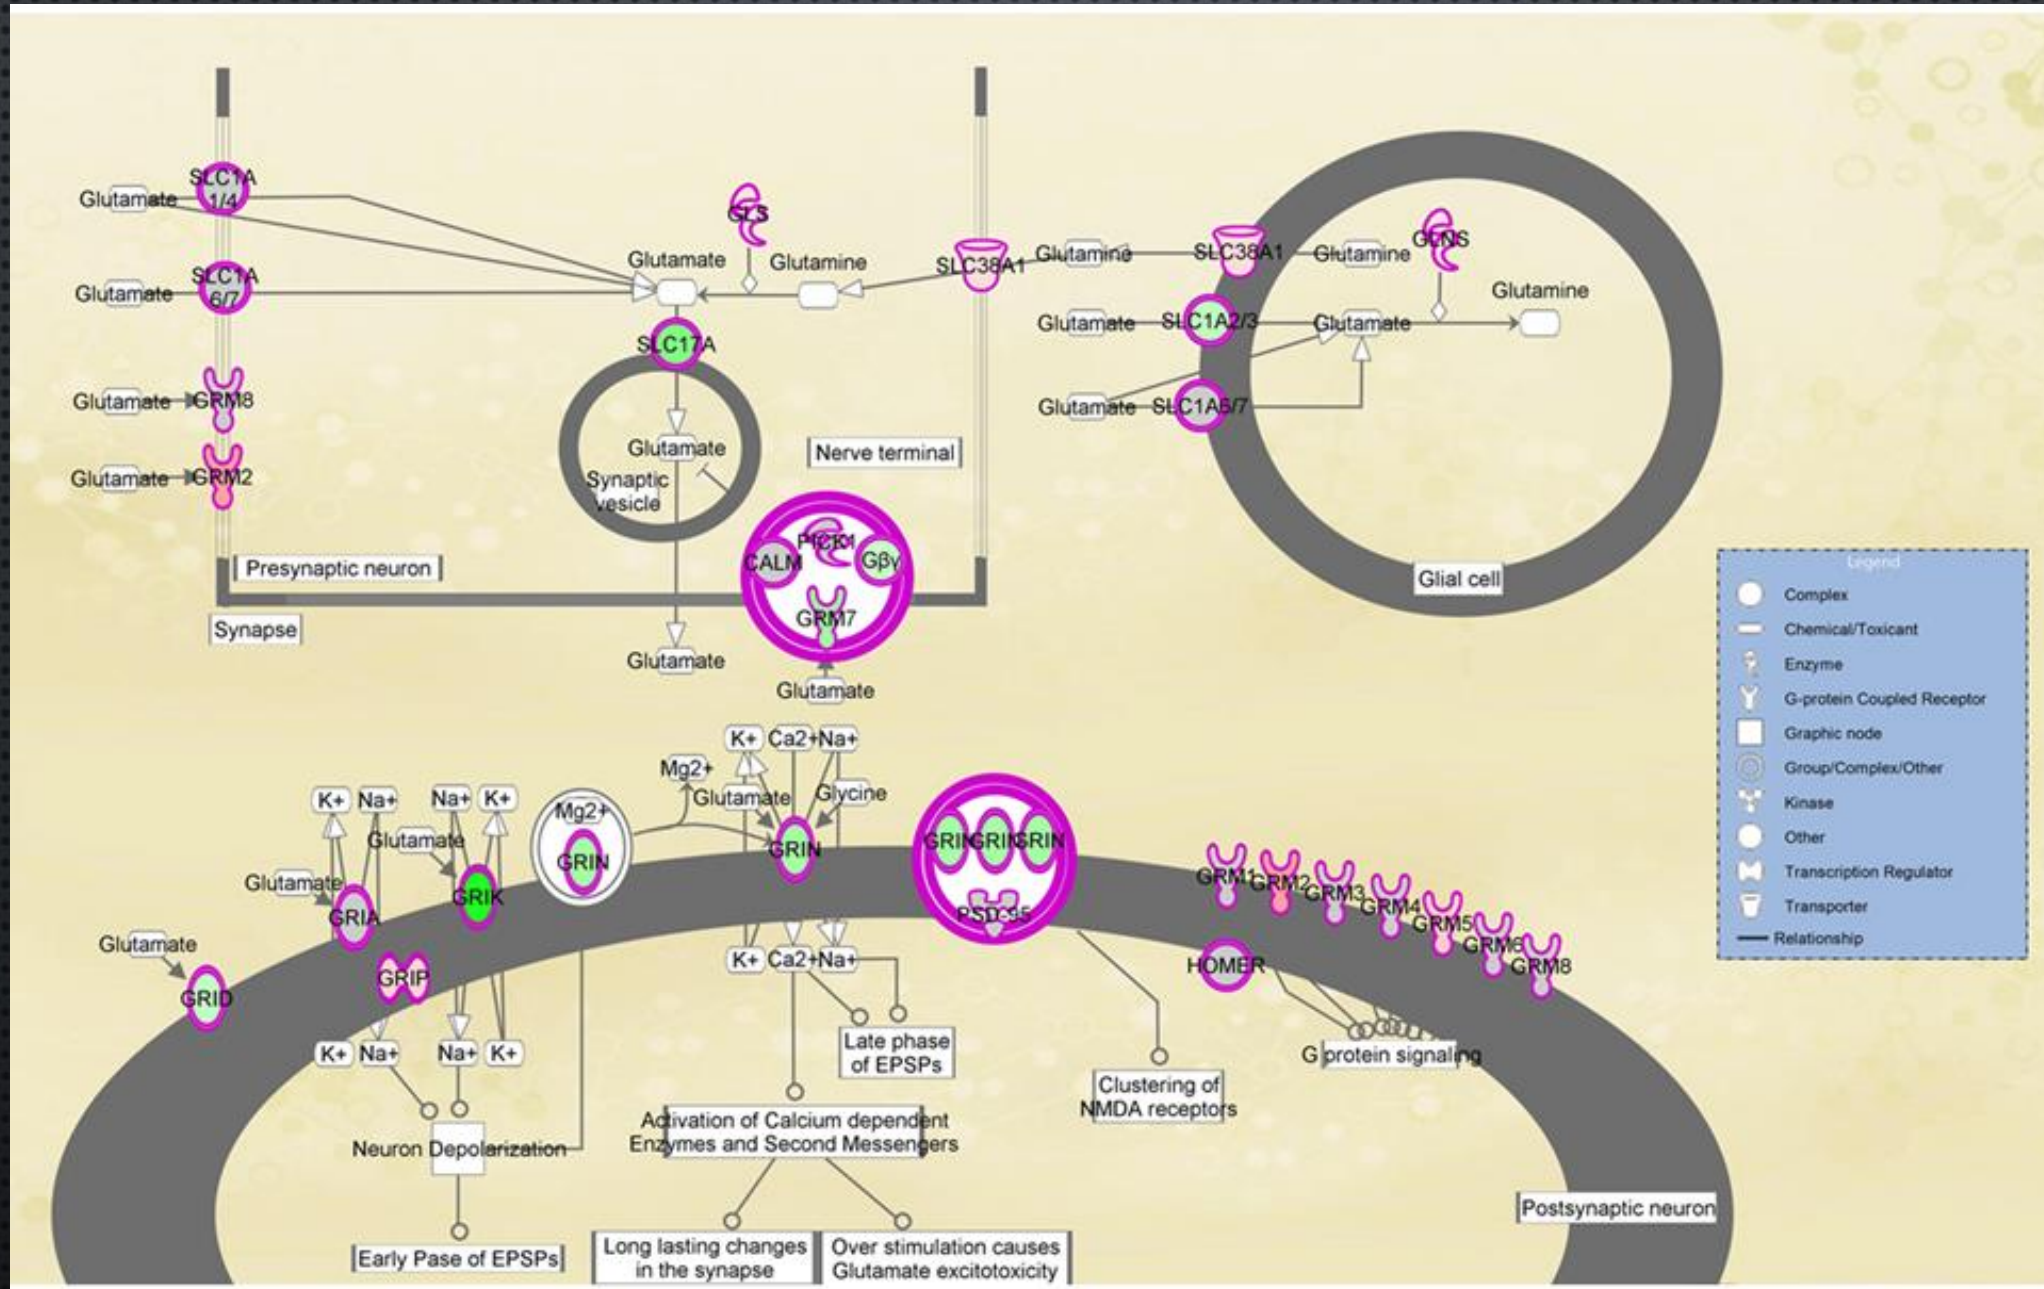 SLC1A
1/4
Glutamate
SLC1A
6/7
Glutamate
GRM8
Glutamate
GRM2
Glutamate
Glutamate
GLS
Glutamine
SLC38A1
SLC17A
Glutamate
Synaptic
vesicle
Nerve terminal
PICK1
CALM
Gβγ
GRM7
Presynaptic neuron
Synapse
Glutamate
Glutamate
Glutamine
SLC38A1
Glutamine
GLNS
Glutamine
Glutamate
SLC1A2/3
Glutamate
Glutamate
SLC1A6/7
Glial cell
Legend
Complex
Chemical/Toxicant
Enzyme
G-protein Coupled Receptor
Graphic node
Group/Complex/Other
Kinase
Other
Transcription Regulator
Transporter
Relationship
K+ Ca2+ Na+
Mg2+
Glutamate
Glycine
K+ Na+
Na+ K+
Glutamate
Glutamate
Mg2+
GRIN
GRIN
GRIN GRIN GRIN
PSD-95
GRIK
GRIA
GRIP
Glutamate
GRID
GRM1
GRM2
GRM3
GRM4
GRM5
GRM6
GRM8
HOMER
K+ Ca2+ Na+
K+ Na+
Na+ K+
Late phase
of EPSPs
G protein signaling
Clustering of
NMDA receptors
Activation of Calcium dependent
Enzymes and Second Messengers
Neuron Depolarization
Postsynaptic neuron
Early Pase of EPSPs
Long lasting changes
in the synapse
Over stimulation causes
Glutamate excitotoxicity